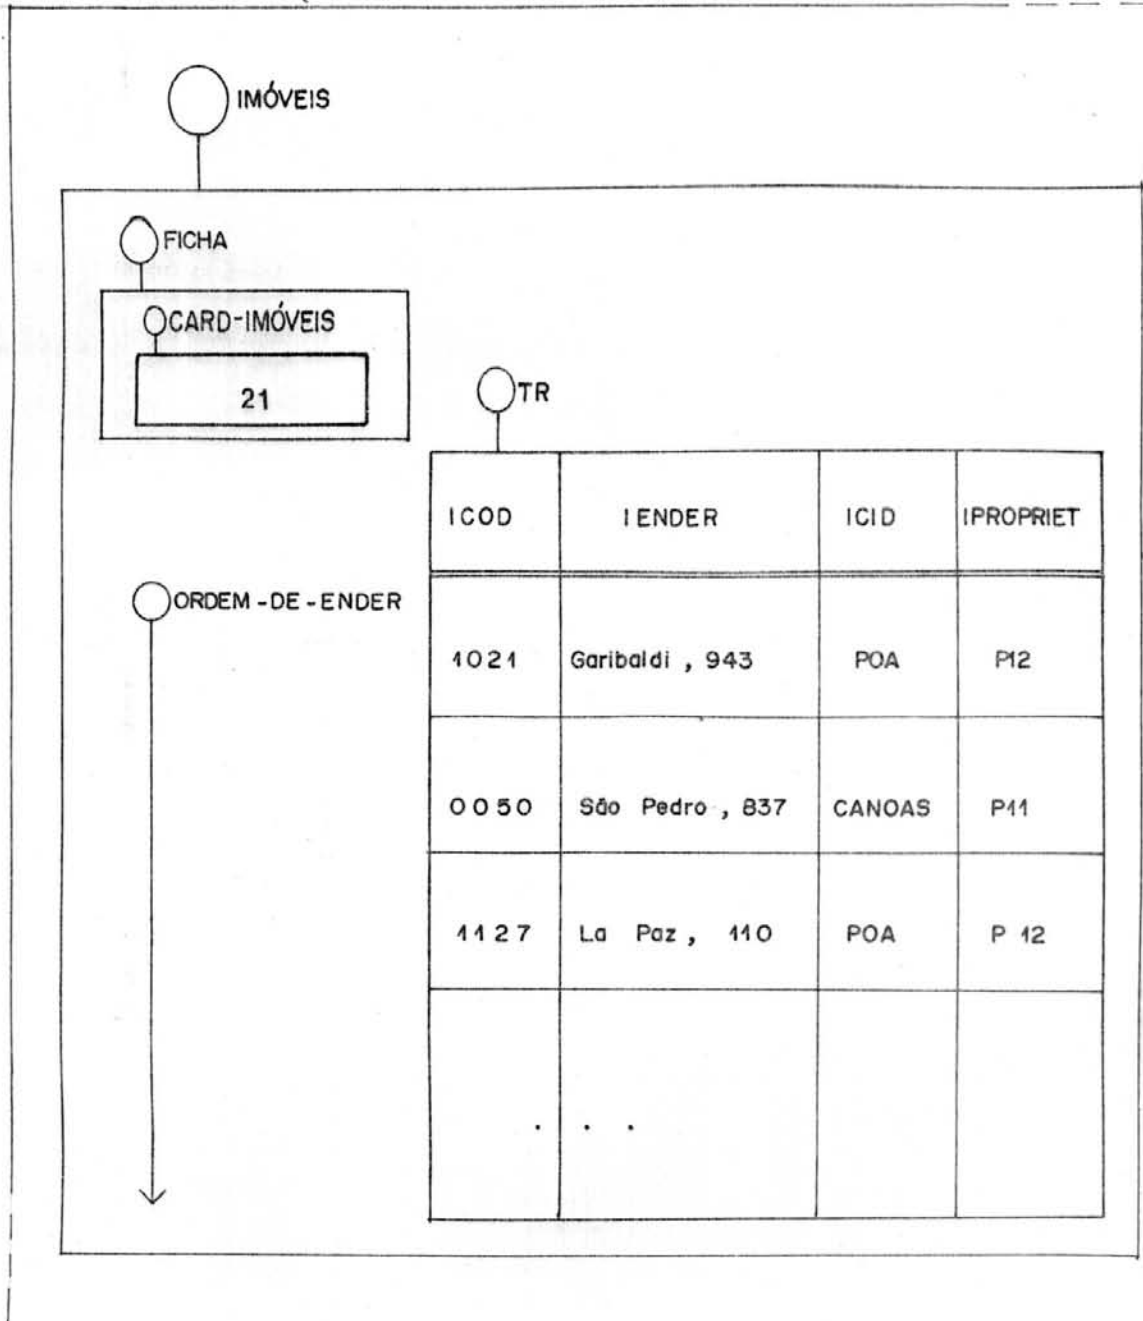 IMÓVEIS
FICHA
CARD-IMÓVEIS
21
TR
ICOD IENDER ICID IPROPRIET
ORDEM-DE-ENDER
1021 Garibaldi, 943 POA P12
0050 São Pedro, 837 CANOAS P11
1127 La Paz, 110 POA P 12
. . .